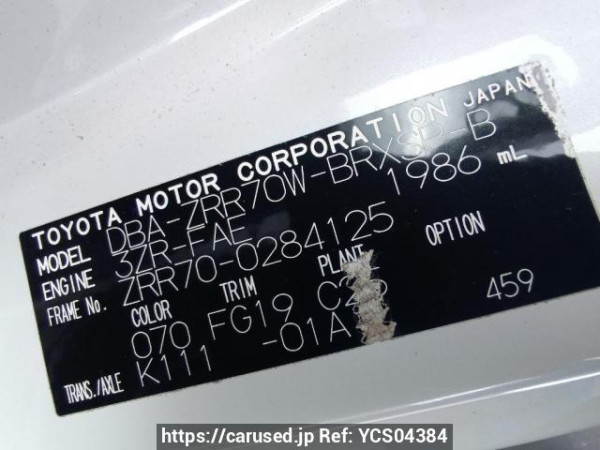 TOYOTA MOTOR CORPORATION JAPAN
MODEL DBA-ZRR70W-BRXSP-B
ENGINE 3ZR-FAE 1986 mL
FRAME No. ZRR70-0284125
COLOR TRIM PLANT OPTION
070 FG19 459
TRANS./AXLE K111 -01A
https://carused.jp Ref: YCS04384